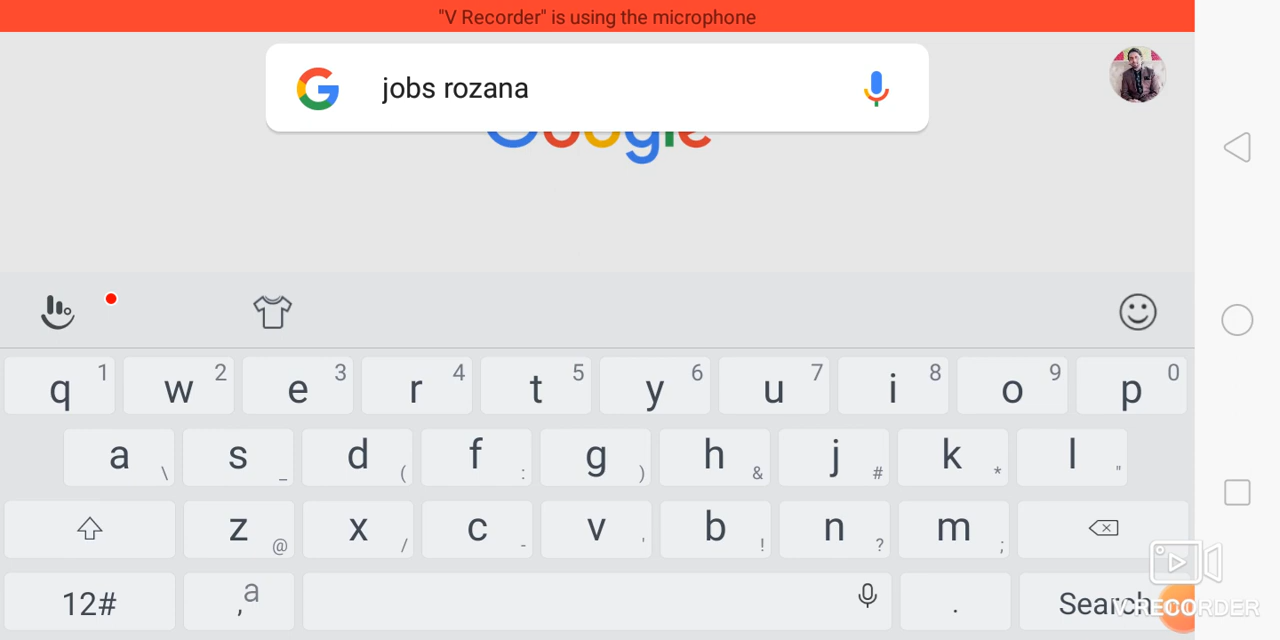 "V Recorder" is using the microphone
jobs rozana
Google
q 1 w 2 e 3 r 4 t 5 y 6 u 7 i 8 o 9 p 0
a \ s _ d ( f : g ) h & j # k * l "
z @ x / c - v ' b ! n ? m ;
12# , a . Search
V RECORDER